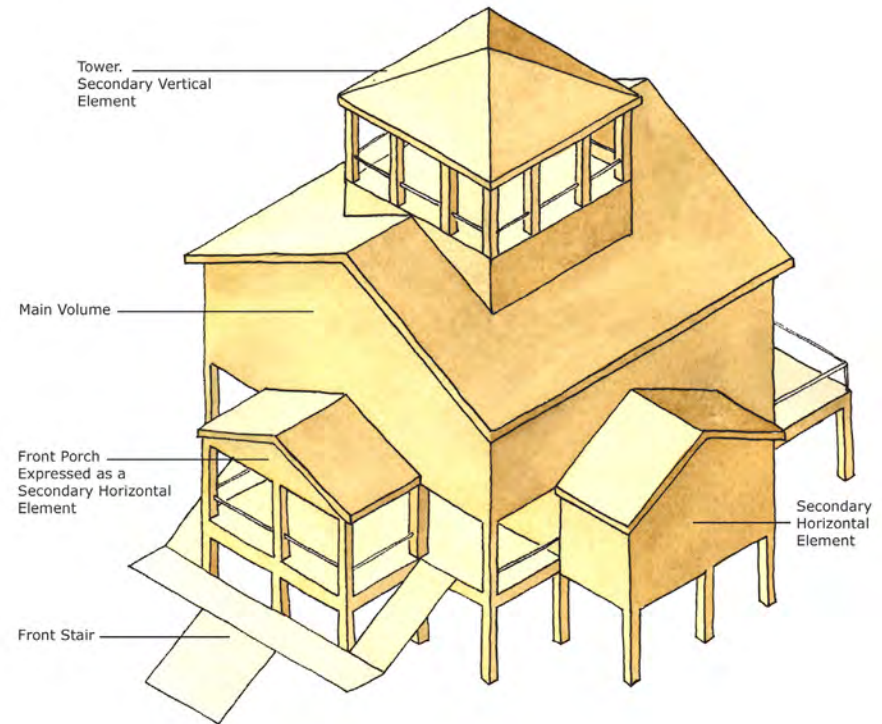 Tower.
Secondary Vertical
Element
Main Volume
Front Porch
Expressed as a
Secondary Horizontal
Element
Secondary
Horizontal
Element
Front Stair